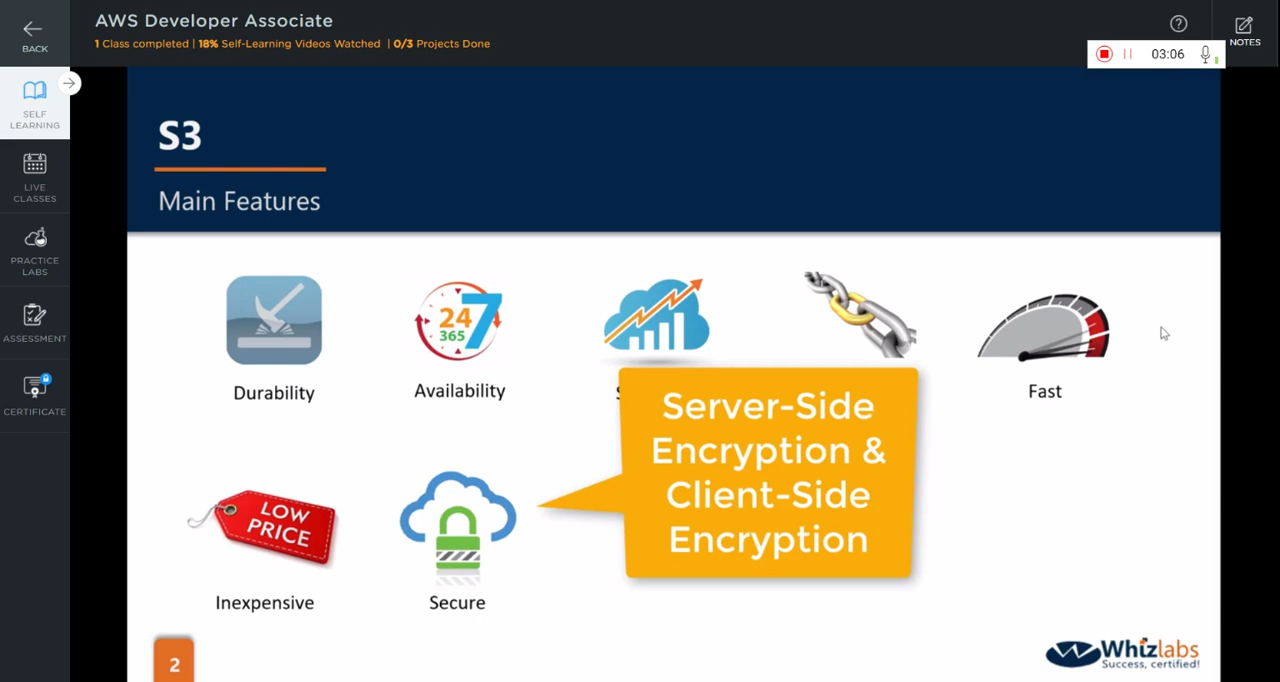 AWS Developer Associate
1 Class completed | 18% Self-Learning Videos Watched | 0/3 Projects Done
BACK
NOTES
03:06
SELF
LEARNING
LIVE
CLASSES
PRACTICE
LABS
ASSESSMENT
CERTIFICATE
S3
Main Features
24
7
365
Durability
Availability
Fast
Server-Side
Encryption &
Client-Side
Encryption
LOW
PRICE
Inexpensive
Secure
2
Whizlabs
Success, certified!